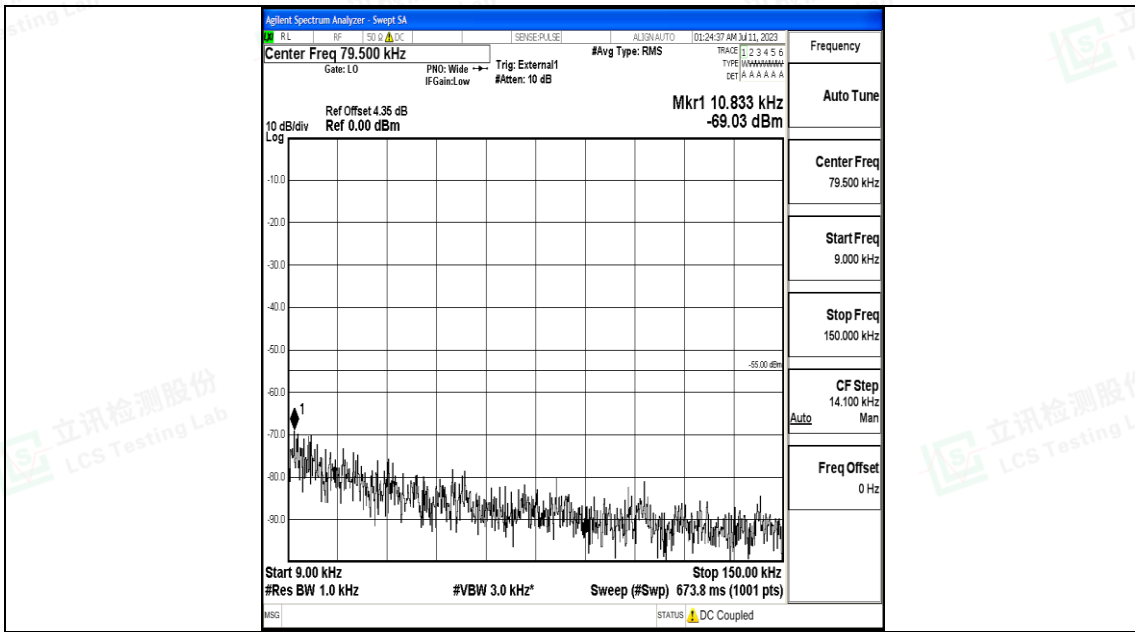 Agilent Spectrum Analyzer - Swept SA
RL RF 50 Ω DC SENSE:PULSE ALIGN AUTO 01:24:37 AM Jul 11, 2023
Center Freq 79.500 kHz
Gate: LO
PNO: Wide
IFGain:Low
Trig: External1
#Atten: 10 dB
#Avg Type: RMS
TRACE 1 2 3 4 5 6
TYPE
DET A A A A A A
Mkr1 10.833 kHz
-69.03 dBm
Ref Offset 4.35 dB
10 dB/div Ref 0.00 dBm
Log
-10.0
-20.0
-30.0
-40.0
-50.0
-55.00 dBm
-60.0
1
-70.0
-80.0
-90.0
Start 9.00 kHz Stop 150.00 kHz
#Res BW 1.0 kHz #VBW 3.0 kHz* Sweep (#Swp) 673.8 ms (1001 pts)
MSG STATUS DC Coupled
Frequency
Auto Tune
Center Freq
79.500 kHz
Start Freq
9.000 kHz
Stop Freq
150.000 kHz
CF Step
14.100 kHz
Auto Man
Freq Offset
0 Hz
立讯检测股份
LCS Testing Lab
立讯检测股份